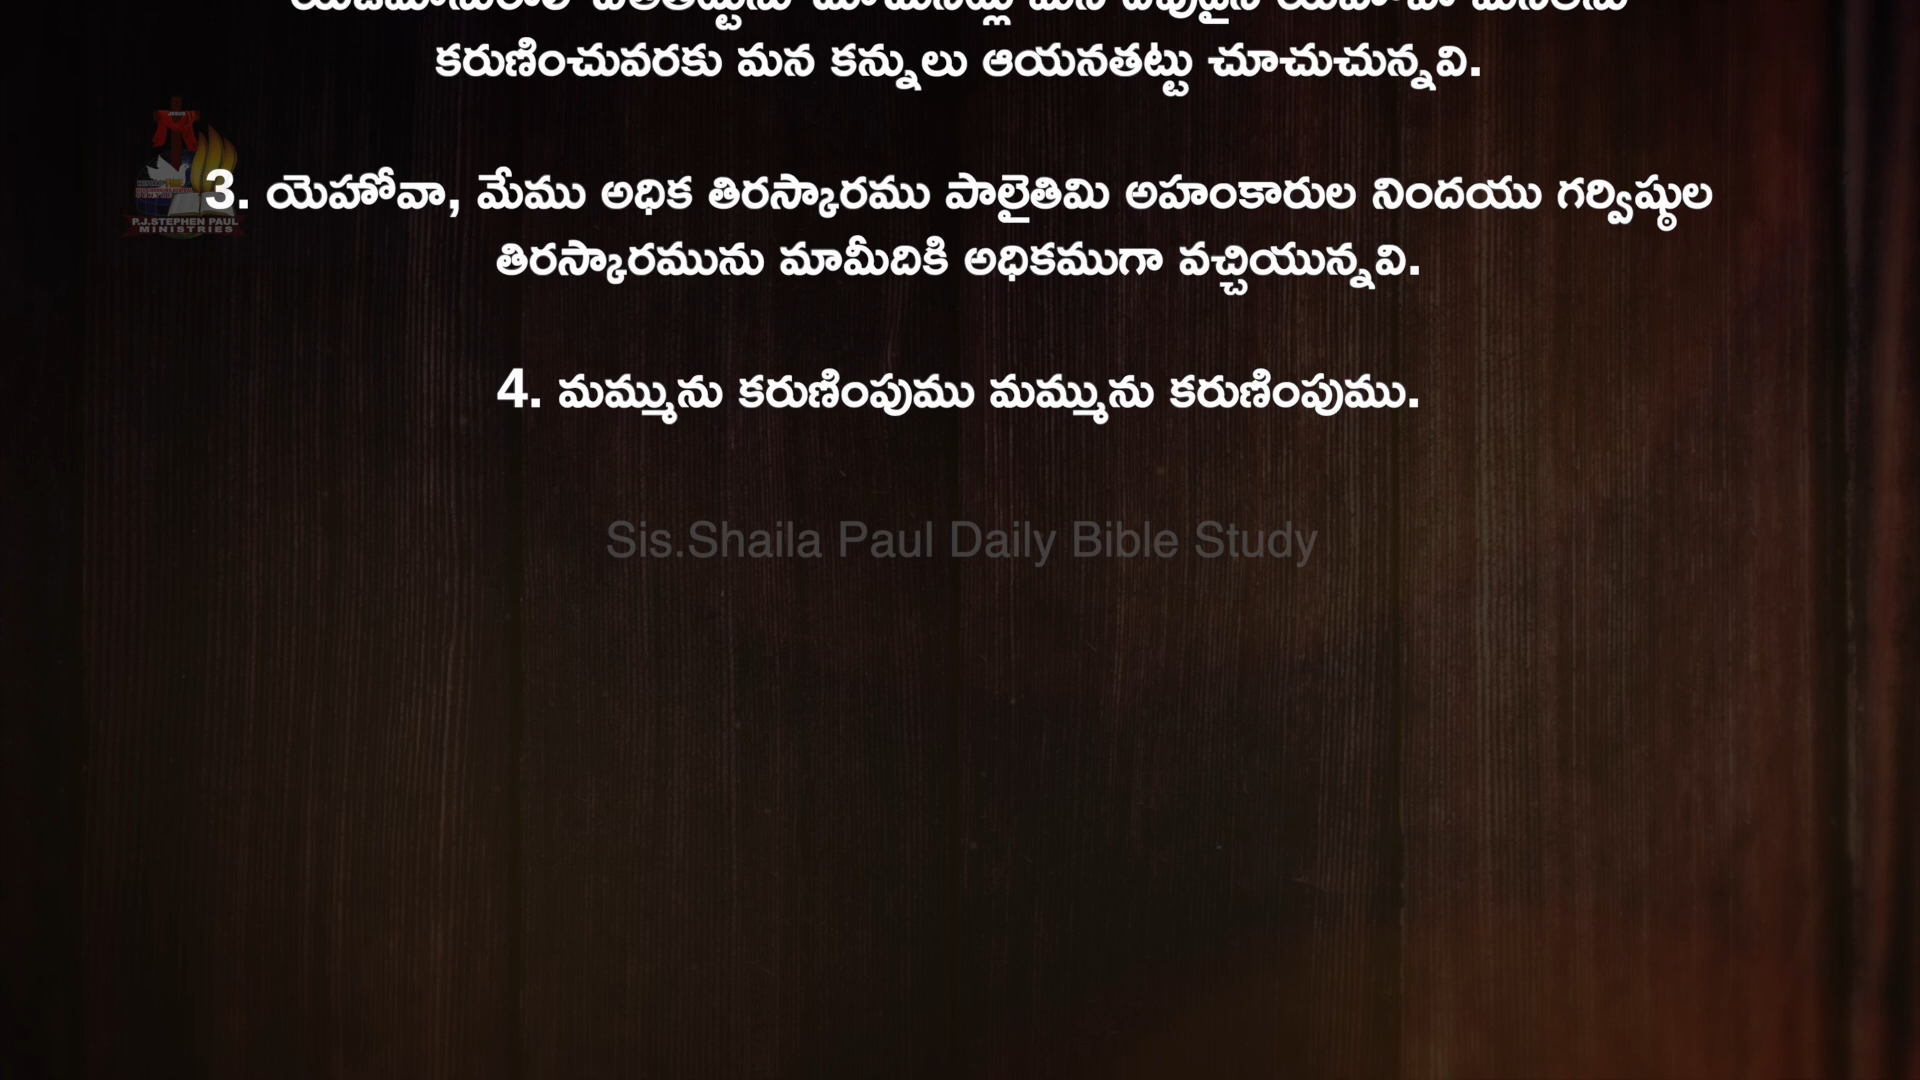 కరుణించువరకు మన కన్నులు ఆయనతట్టు చూచుచున్నవి.
JESUS
P.J.STEPHEN PAUL
MINISTRIES
3. యెహోవా, మేము అధిక తిరస్కారము పాలైతిమి అహంకారుల నిందయు గర్విష్ఠుల
తిరస్కారమును మామీదికి అధికముగా వచ్చియున్నవి.
4. మమ్మును కరుణింపుము మమ్మును కరుణింపుము.
Sis.Shaila Paul Daily Bible Study